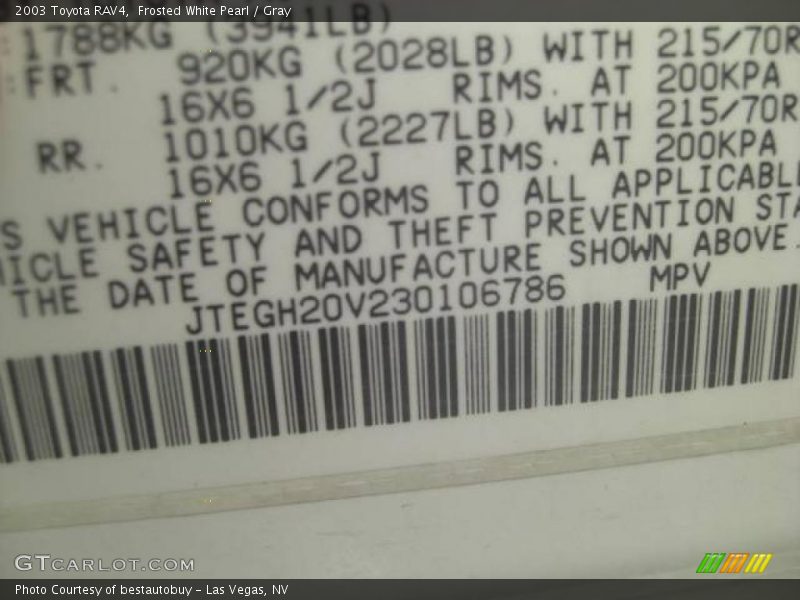 2003 Toyota RAV4,  Frosted White Pearl / Gray
1788KG (3941LB)
FRT. 920KG (2028LB) WITH 215/70R
16X6 1/2J RIMS. AT 200KPA
RR. 1010KG (2227LB) WITH 215/70R
16X6 1/2J RIMS. AT 200KPA
S VEHICLE CONFORMS TO ALL APPLICABL
HICLE SAFETY AND THEFT PREVENTION STA
THE DATE OF MANUFACTURE SHOWN ABOVE.
JTEGH20V230106786 MPV
GTCARLOT.COM
Photo Courtesy of bestautobuy – Las Vegas, NV